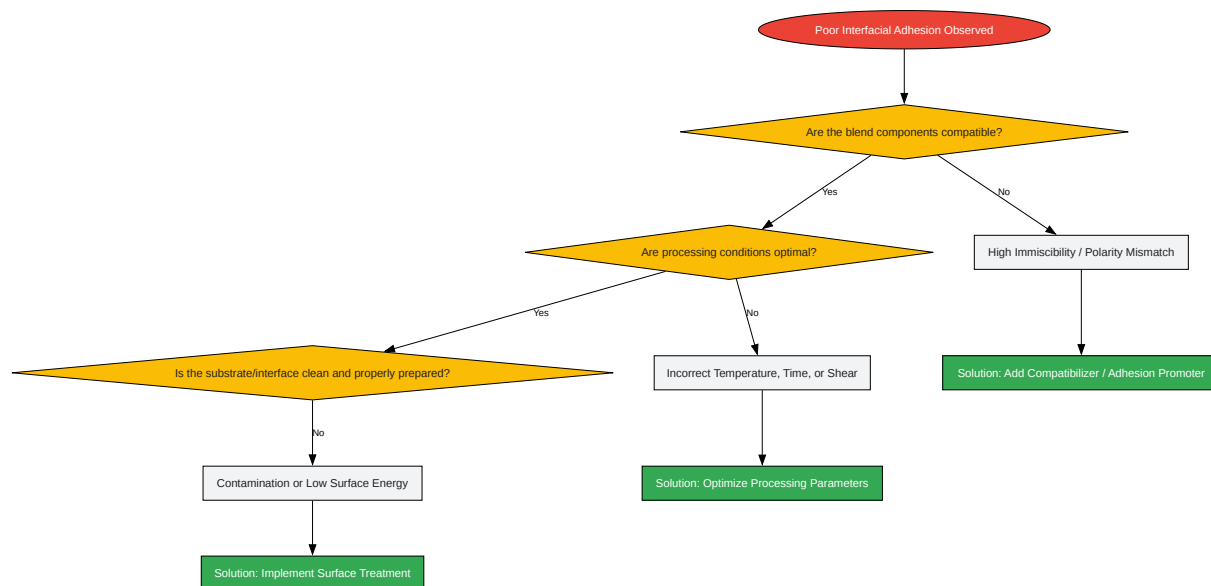 Poor Interfacial Adhesion Observed
Are the blend components compatible?
Yes
No
Are processing conditions optimal?
High Immiscibility / Polarity Mismatch
Yes
No
Is the substrate/interface clean and properly prepared?
Incorrect Temperature, Time, or Shear
Solution: Add Compatibilizer / Adhesion Promoter
No
Contamination or Low Surface Energy
Solution: Optimize Processing Parameters
Solution: Implement Surface Treatment